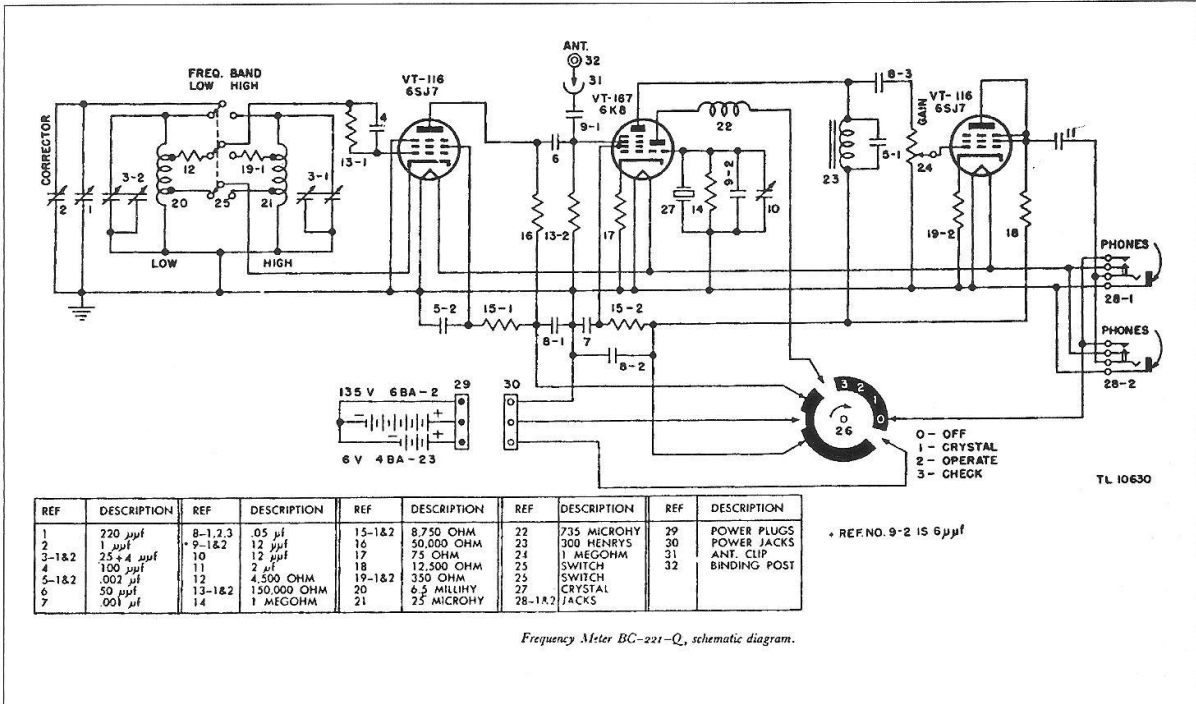 ANT.
32
31
9-1
FREQ. BAND
LOW HIGH
VT-116
6SJ7
VT-167
6K8
8-3
VT-116
6SJ7
CORRECTOR
2
1
3-2
20
12
25
19-1
21
3-1
13-1
4
6
22
27
14
9-2
10
23
5-1
GAIN
24
11
16
13-2
17
19-2
18
LOW
HIGH
PHONES
28-1
PHONES
28-2
5-2
15-1
8-1
7
15-2
8-2
135 V 6BA-2
29
30
6 V 4BA-23
3
2
1
0
26
0 - OFF
1 - CRYSTAL
2 - OPERATE
3 - CHECK
TL 10630
REF DESCRIPTION REF DESCRIPTION REF DESCRIPTION REF DESCRIPTION REF DESCRIPTION
1 220 μμf 8-1,2,3 .05 μf 15-1&2 8,750 OHM 22 735 MICROHY 29 POWER PLUGS
2 1 μμf * 9-1&2 12 μμf 16 50,000 OHM 23 300 HENRYS 30 POWER JACKS
3-1&2 25+4 μμf 10 12 μμf 17 75 OHM 24 1 MEGOHM 31 ANT. CLIP
4 100 μμf 11 2 μf 18 12,500 OHM 25 SWITCH 32 BINDING POST
5-1&2 .002 μf 12 4,500 OHM 19-1&2 350 OHM 25 SWITCH
6 50 μμf 13-1&2 150,000 OHM 20 6.5 MILLIHY 27 CRYSTAL
7 .001 μf 14 1 MEGOHM 21 25 MICROHY 28-1&2 JACKS
* REF. NO. 9-2 IS 6μμf
Frequency Meter BC-221-Q, schematic diagram.